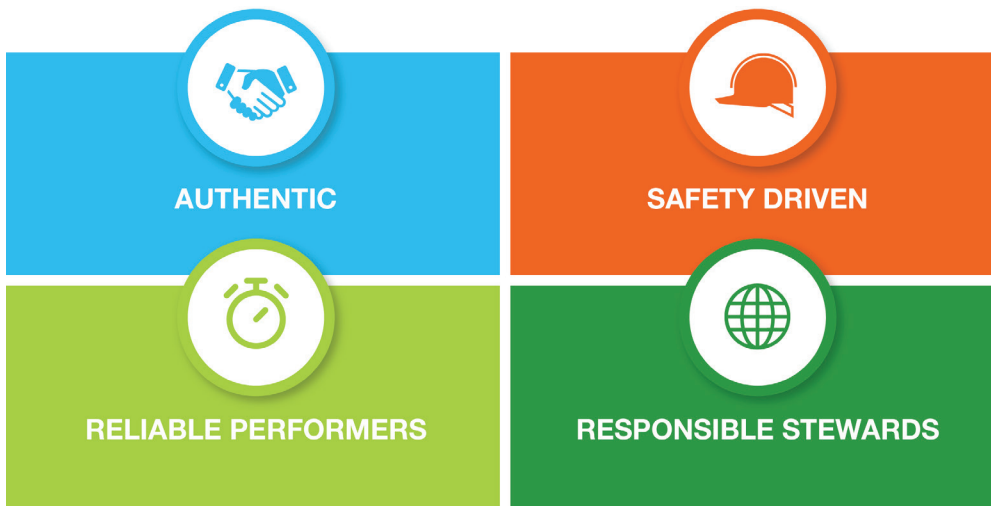 AUTHENTIC
SAFETY DRIVEN
RELIABLE PERFORMERS
RESPONSIBLE STEWARDS